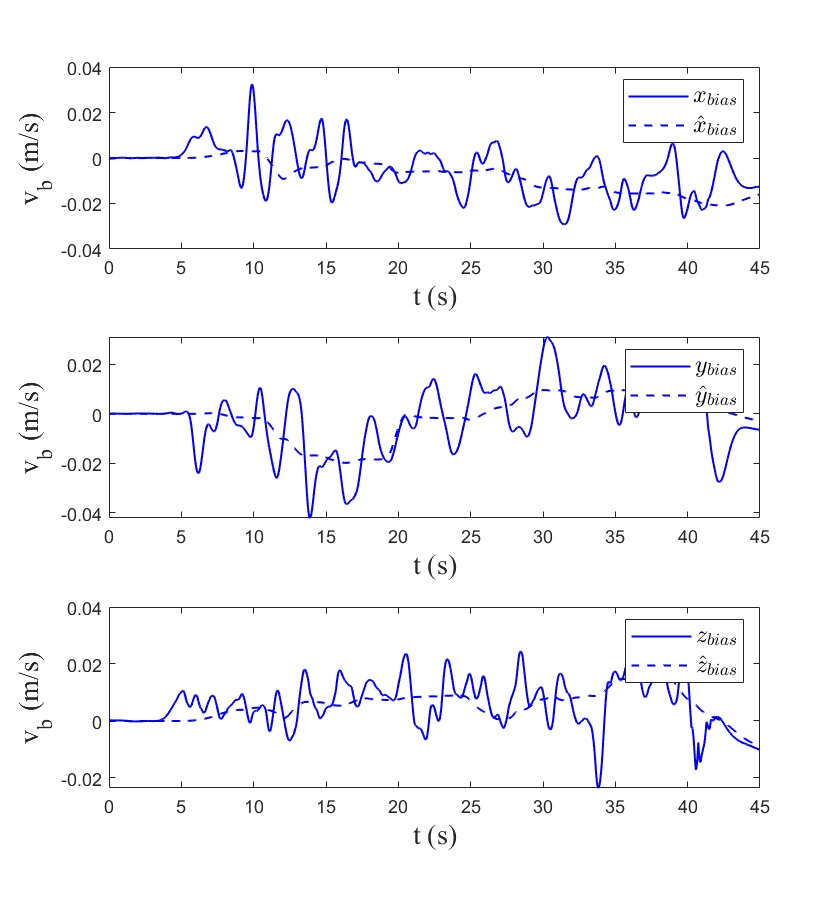 0.04
0.02
0
-0.02
-0.04
v_b (m/s)
x_bias
x̂_bias
0 5 10 15 20 25 30 35 40 45
t (s)
0.02
0
-0.02
-0.04
v_b (m/s)
y_bias
ŷ_bias
0 5 10 15 20 25 30 35 40 45
t (s)
0.04
0.02
0
-0.02
v_b (m/s)
z_bias
ẑ_bias
0 5 10 15 20 25 30 35 40 45
t (s)